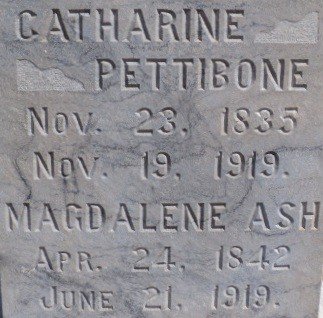 CATHARINE
PETTIBONE
NOV. 23, 1835
NOV. 19, 1919.
MAGDALENE ASH
APR. 24, 1842
JUNE 21, 1919.